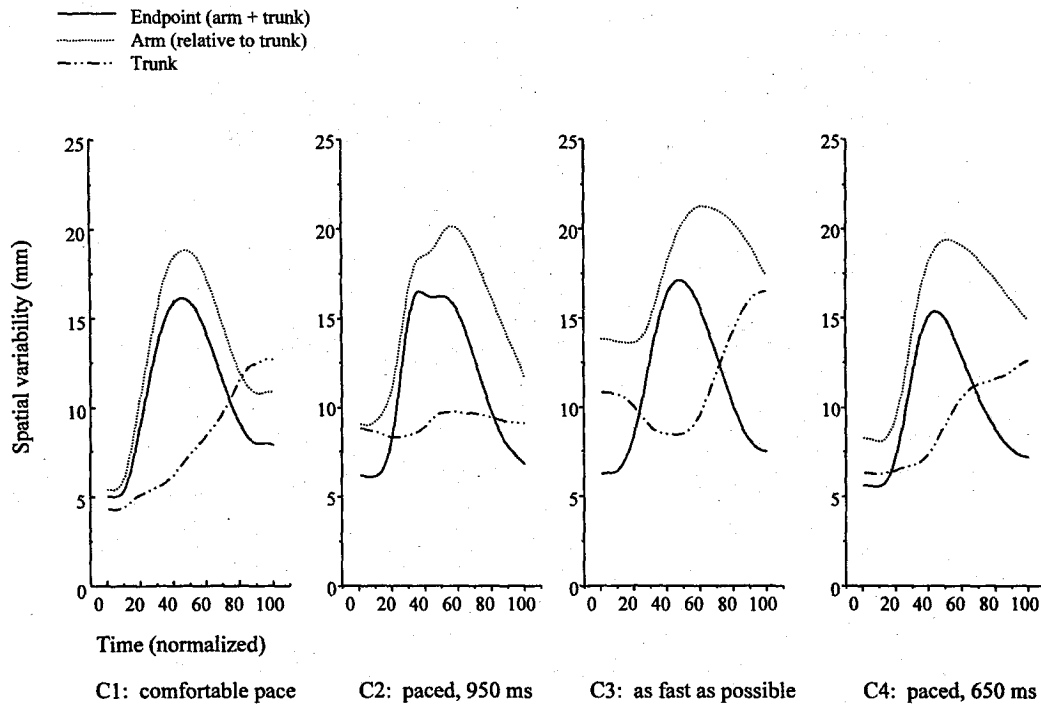 Endpoint (arm + trunk)
Arm (relative to trunk)
Trunk
25 25 25 25
20 20 20 20
15 15 15 15
10 10 10 10
5 5 5 5
0 0 0 0
Spatial variability (mm)
0 20 40 60 80 100 0 20 40 60 80 100 0 20 40 60 80 100 0 20 40 60 80 100
Time (normalized)
C1: comfortable pace C2: paced, 950 ms C3: as fast as possible C4: paced, 650 ms